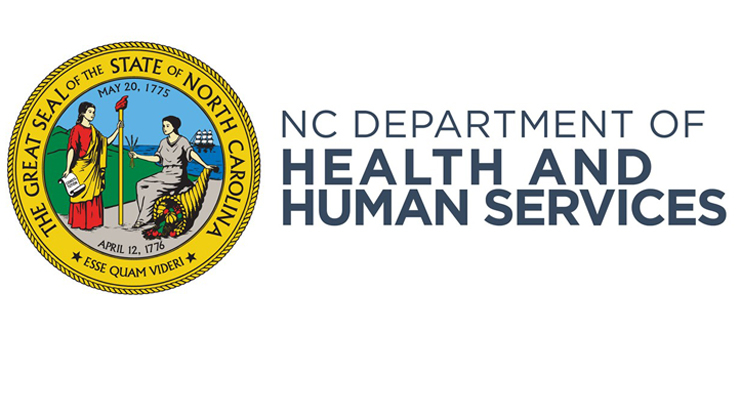 THE GREAT SEAL OF THE STATE OF NORTH CAROLINA
MAY 20, 1775
APRIL 12, 1776
★ ESSE QUAM VIDERI ★
NC DEPARTMENT OF
HEALTH AND
HUMAN SERVICES